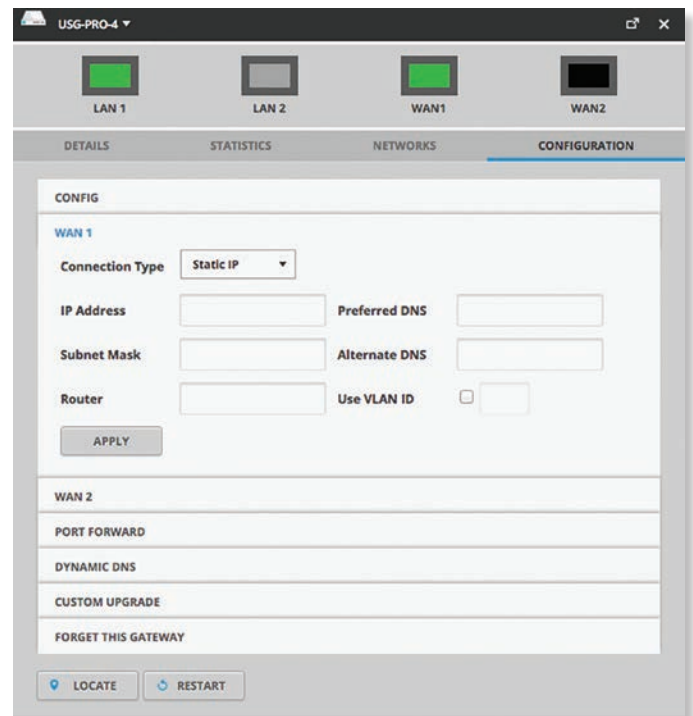 USG-PRO-4
LAN 1 LAN 2 WAN1 WAN2
DETAILS STATISTICS NETWORKS CONFIGURATION
CONFIG
WAN 1
Connection Type Static IP
IP Address Preferred DNS
Subnet Mask Alternate DNS
Router Use VLAN ID
APPLY
WAN 2
PORT FORWARD
DYNAMIC DNS
CUSTOM UPGRADE
FORGET THIS GATEWAY
LOCATE RESTART